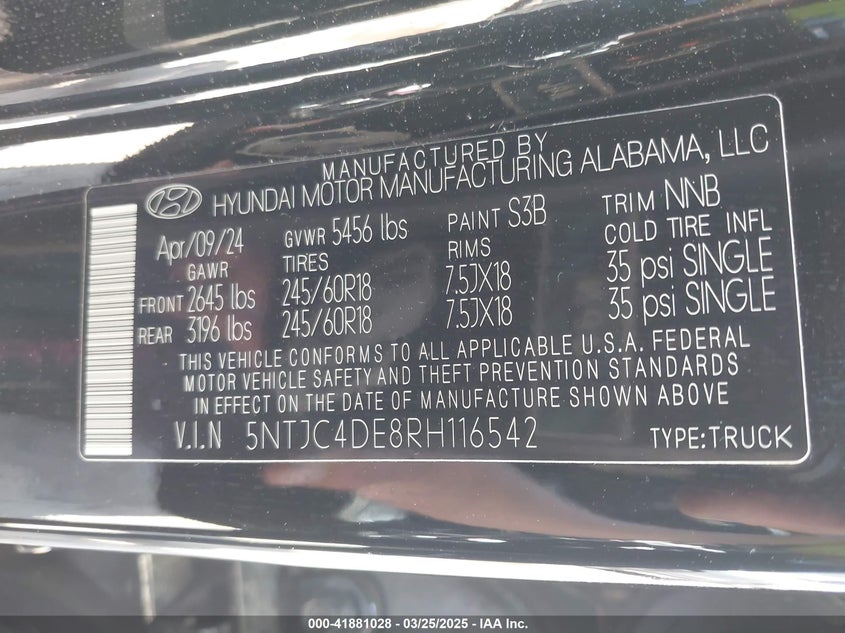 MANUFACTURED BY
HYUNDAI MOTOR MANUFACTURING ALABAMA, LLC
Apr/09/24 GVWR 5456 lbs PAINT S3B TRIM NNB
GAWR TIRES RIMS COLD TIRE INFL
FRONT 2645 lbs 245/60R18 7.5JX18 35 psi SINGLE
REAR 3196 lbs 245/60R18 7.5JX18 35 psi SINGLE
THIS VEHICLE CONFORMS TO ALL APPLICABLE U.S.A. FEDERAL
MOTOR VEHICLE SAFETY AND THEFT PREVENTION STANDARDS
IN EFFECT ON THE DATE OF MANUFACTURE SHOWN ABOVE
V.I.N 5NTJC4DE8RH116542 TYPE:TRUCK
000-41881028 - 03/25/2025 - IAA Inc.